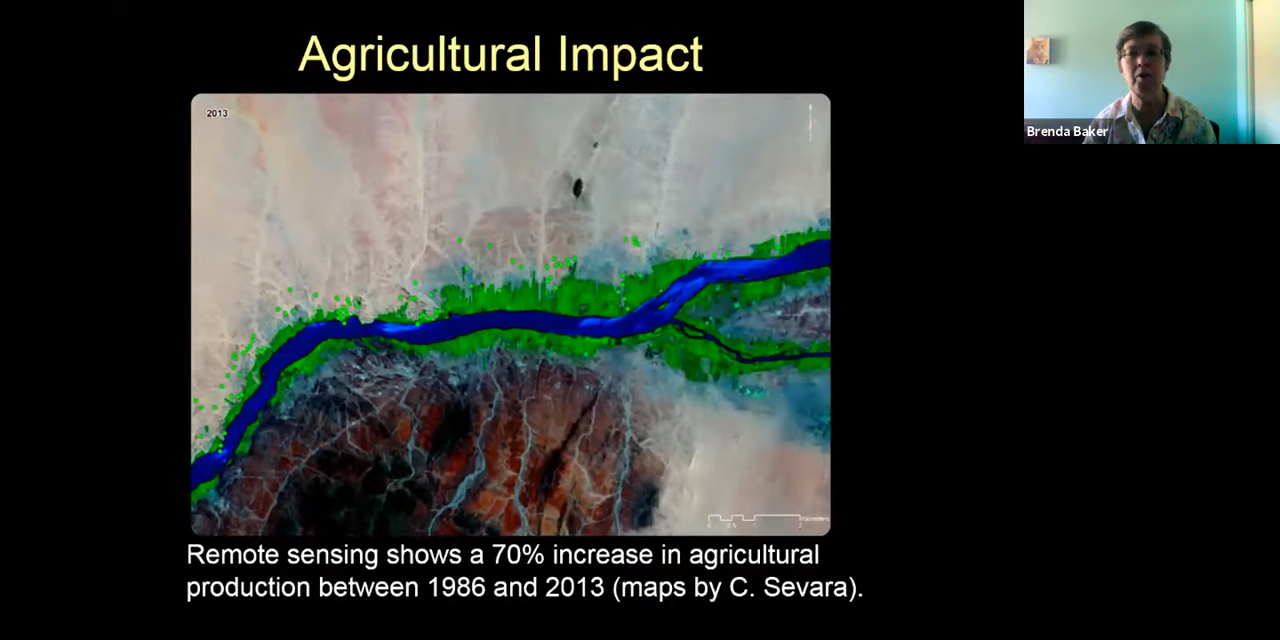 Agricultural Impact
2013
Brenda Baker
Remote sensing shows a 70% increase in agricultural
production between 1986 and 2013 (maps by C. Sevara).